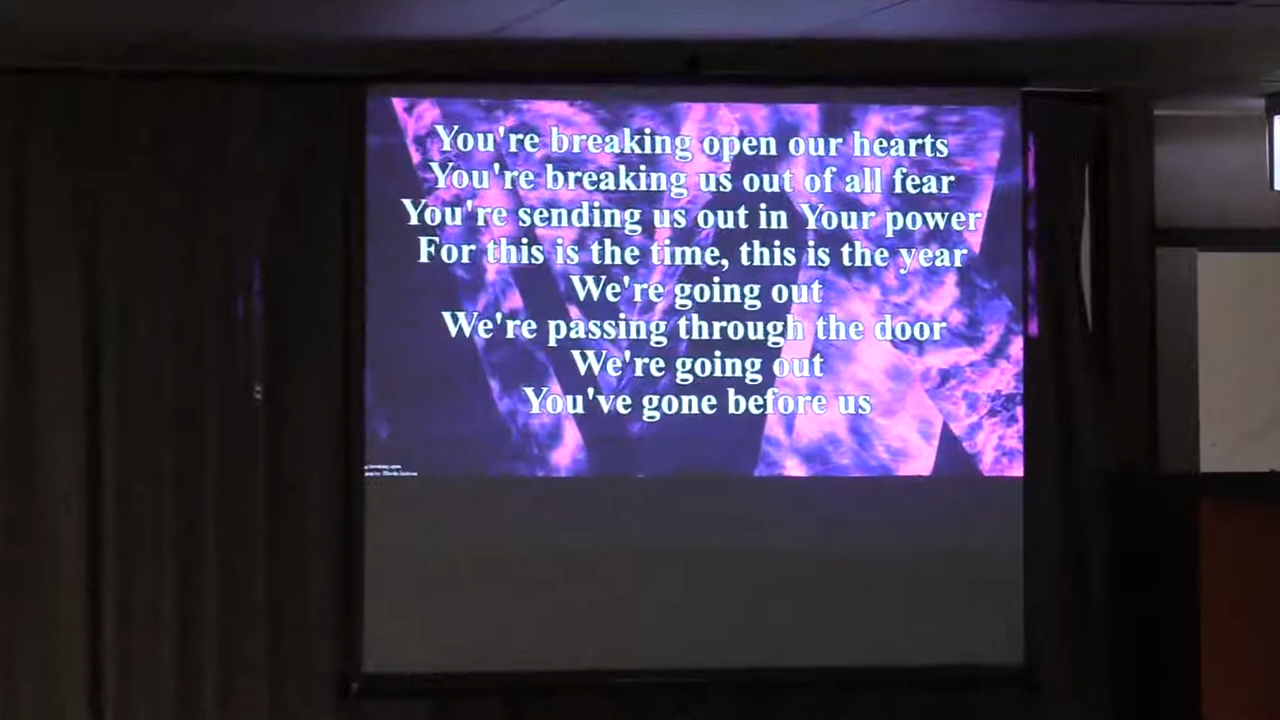 You're breaking open our hearts
You're breaking us out of all fear
You're sending us out in Your power
For this is the time, this is the year
We're going out
We're passing through the door
We're going out
You've gone before us